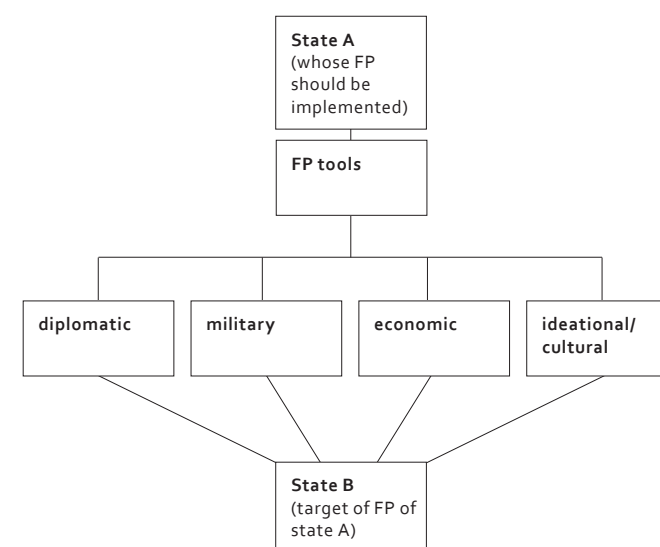 State A
(whose FP
should be
implemented)
FP tools
diplomatic
military
economic
ideational/
cultural
State B
(target of FP of
state A)